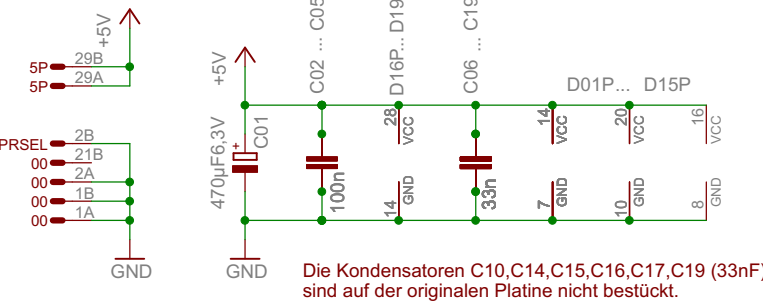 +5V
29B
5P
29A
5P
2B
PRSEL
21B
00
2A
00
1B
00
1A
00
GND
+5V
470µF6,3V
+
C01
GND
C02 ... C05
100n
D16P... D19
28
VCC
14
GND
C06 ... C19
33n
D01P... D15P
14
VCC
7
GND
20
VCC
10
GND
16
VCC
8
GND
Die Kondensatoren C10,C14,C15,C16,C17,C19 (33nF)
sind auf der originalen Platine nicht bestückt.